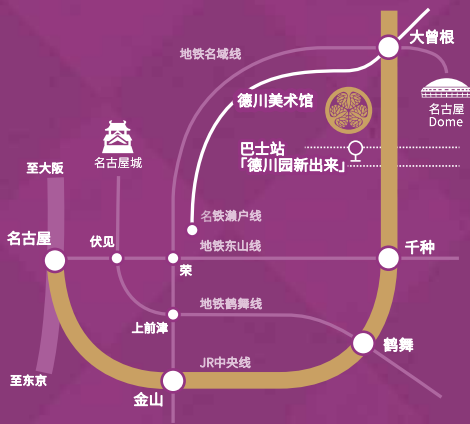 大曾根
地铁名域线
德川美术馆
名古屋
Dome
巴士站
「德川园新出来」
名古屋城
至大阪
名铁濑户线
名古屋
伏见
地铁东山线
千种
荣
地铁鹤舞线
上前津
鹤舞
JR中央线
至东京
金山